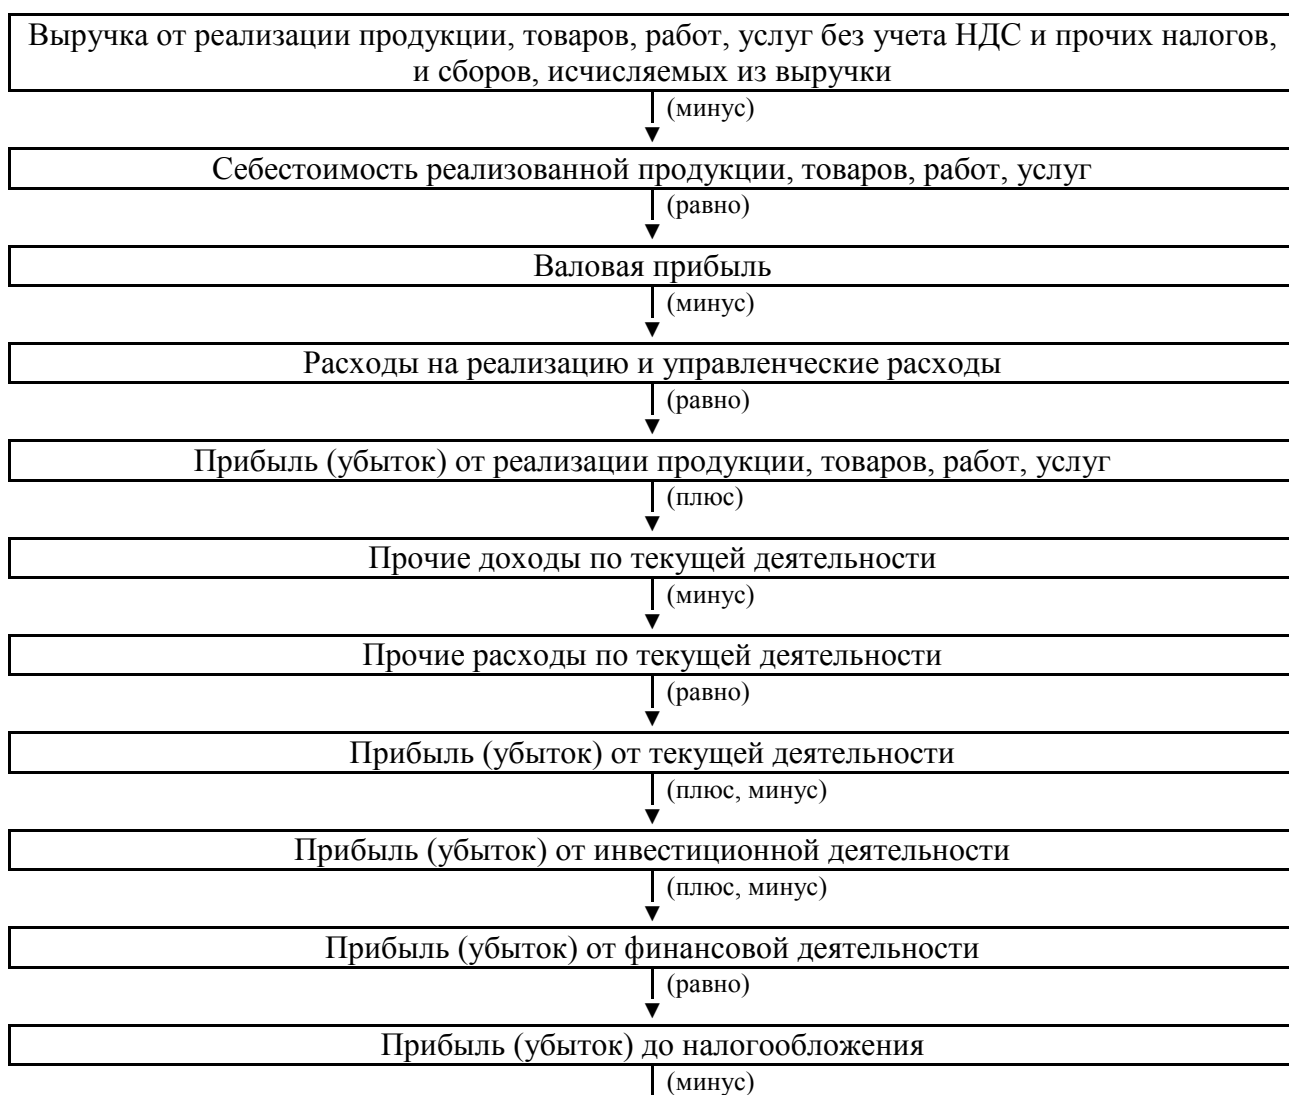 Выручка от реализации продукции, товаров, работ, услуг без учета НДС и прочих налогов,
и сборов, исчисляемых из выручки
(минус)
Себестоимость реализованной продукции, товаров, работ, услуг
(равно)
Валовая прибыль
(минус)
Расходы на реализацию и управленческие расходы
(равно)
Прибыль (убыток) от реализации продукции, товаров, работ, услуг
(плюс)
Прочие доходы по текущей деятельности
(минус)
Прочие расходы по текущей деятельности
(равно)
Прибыль (убыток) от текущей деятельности
(плюс, минус)
Прибыль (убыток) от инвестиционной деятельности
(плюс, минус)
Прибыль (убыток) от финансовой деятельности
(равно)
Прибыль (убыток) до налогообложения
(минус)